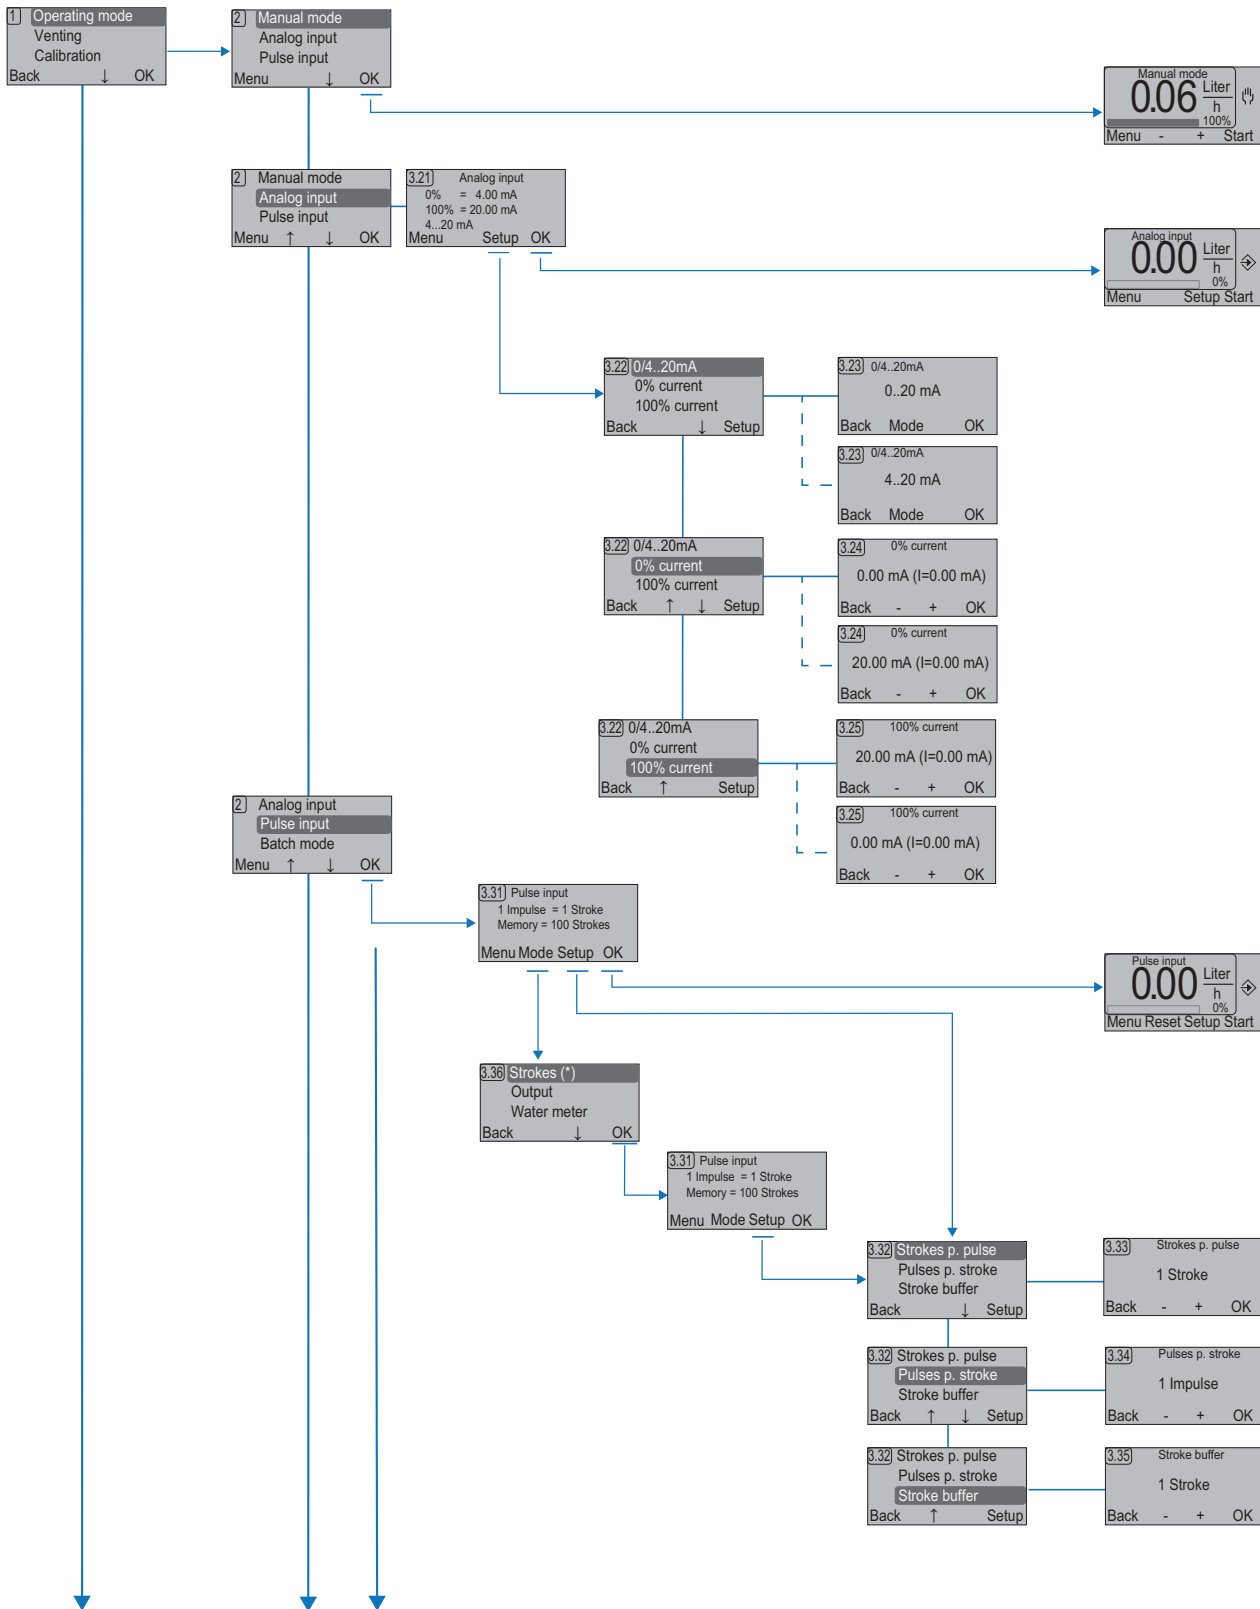 1 Operating mode
Venting
Calibration
Back ↓ OK
2 Manual mode
Analog input
Pulse input
Menu ↓ OK
Manual mode
0.06 Liter
h
100%
Menu - + Start
2 Manual mode
Analog input
Pulse input
Menu ↑ ↓ OK
3.21 Analog input
0% = 4.00 mA
100% = 20.00 mA
4...20 mA
Menu Setup OK
Analog input
0.00 Liter
h
0%
Menu Setup Start
3.22 0/4..20mA
0% current
100% current
Back ↓ Setup
3.23 0/4..20mA
0..20 mA
Back Mode OK
3.23 0/4..20mA
4..20 mA
Back Mode OK
3.22 0/4..20mA
0% current
100% current
Back ↑ ↓ Setup
3.24 0% current
0.00 mA (I=0.00 mA)
Back - + OK
3.24 0% current
20.00 mA (I=0.00 mA)
Back - + OK
3.22 0/4..20mA
0% current
100% current
Back ↑ Setup
3.25 100% current
20.00 mA (I=0.00 mA)
Back - + OK
3.25 100% current
0.00 mA (I=0.00 mA)
Back - + OK
2 Analog input
Pulse input
Batch mode
Menu ↑ ↓ OK
3.31 Pulse input
1 Impulse = 1 Stroke
Memory = 100 Strokes
Menu Mode Setup OK
Pulse input
0.00 Liter
h
0%
Menu Reset Setup Start
3.36 Strokes (*)
Output
Water meter
Back ↓ OK
3.31 Pulse input
1 Impulse = 1 Stroke
Memory = 100 Strokes
Menu Mode Setup OK
3.32 Strokes p. pulse
Pulses p. stroke
Stroke buffer
Back ↓ Setup
3.33 Strokes p. pulse
1 Stroke
Back - + OK
3.32 Strokes p. pulse
Pulses p. stroke
Stroke buffer
Back ↑ ↓ Setup
3.34 Pulses p. stroke
1 Impulse
Back - + OK
3.32 Strokes p. pulse
Pulses p. stroke
Stroke buffer
Back ↑ Setup
3.35 Stroke buffer
1 Stroke
Back - + OK